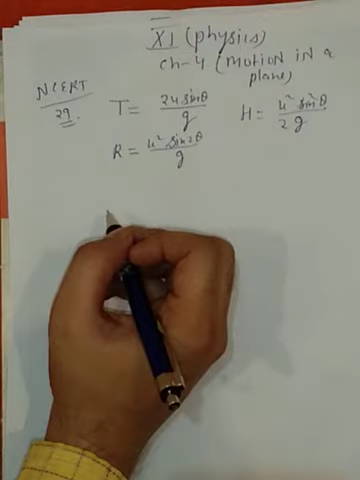 XI (physics)
ch-4 (motion in a plane)
NCERT
29.
T = 2u sinθ / g
H = u² sin²θ / 2g
R = u² sin2θ / g